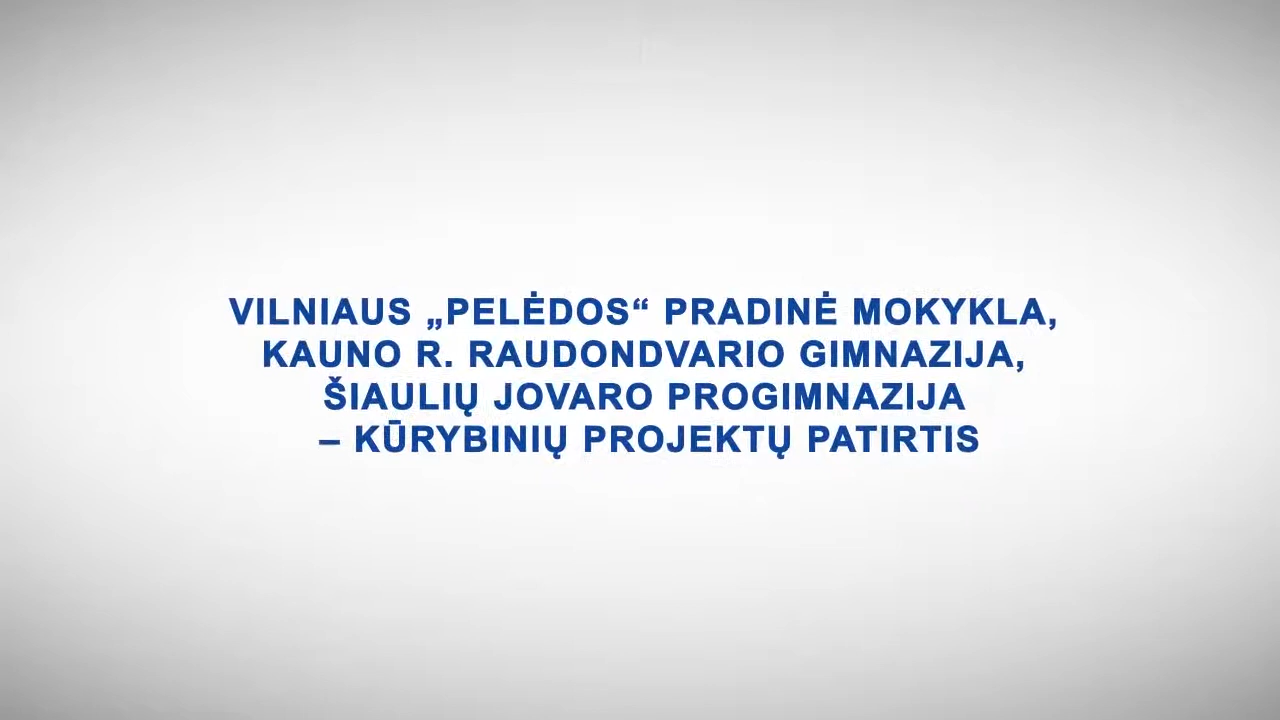 VILNIAUS „PELĖDOS“ PRADINĖ MOKYKLA,
KAUNO R. RAUDONDVARIO GIMNAZIJA,
ŠIAULIŲ JOVARO PROGIMNAZIJA
– KŪRYBINIŲ PROJEKTŲ PATIRTIS